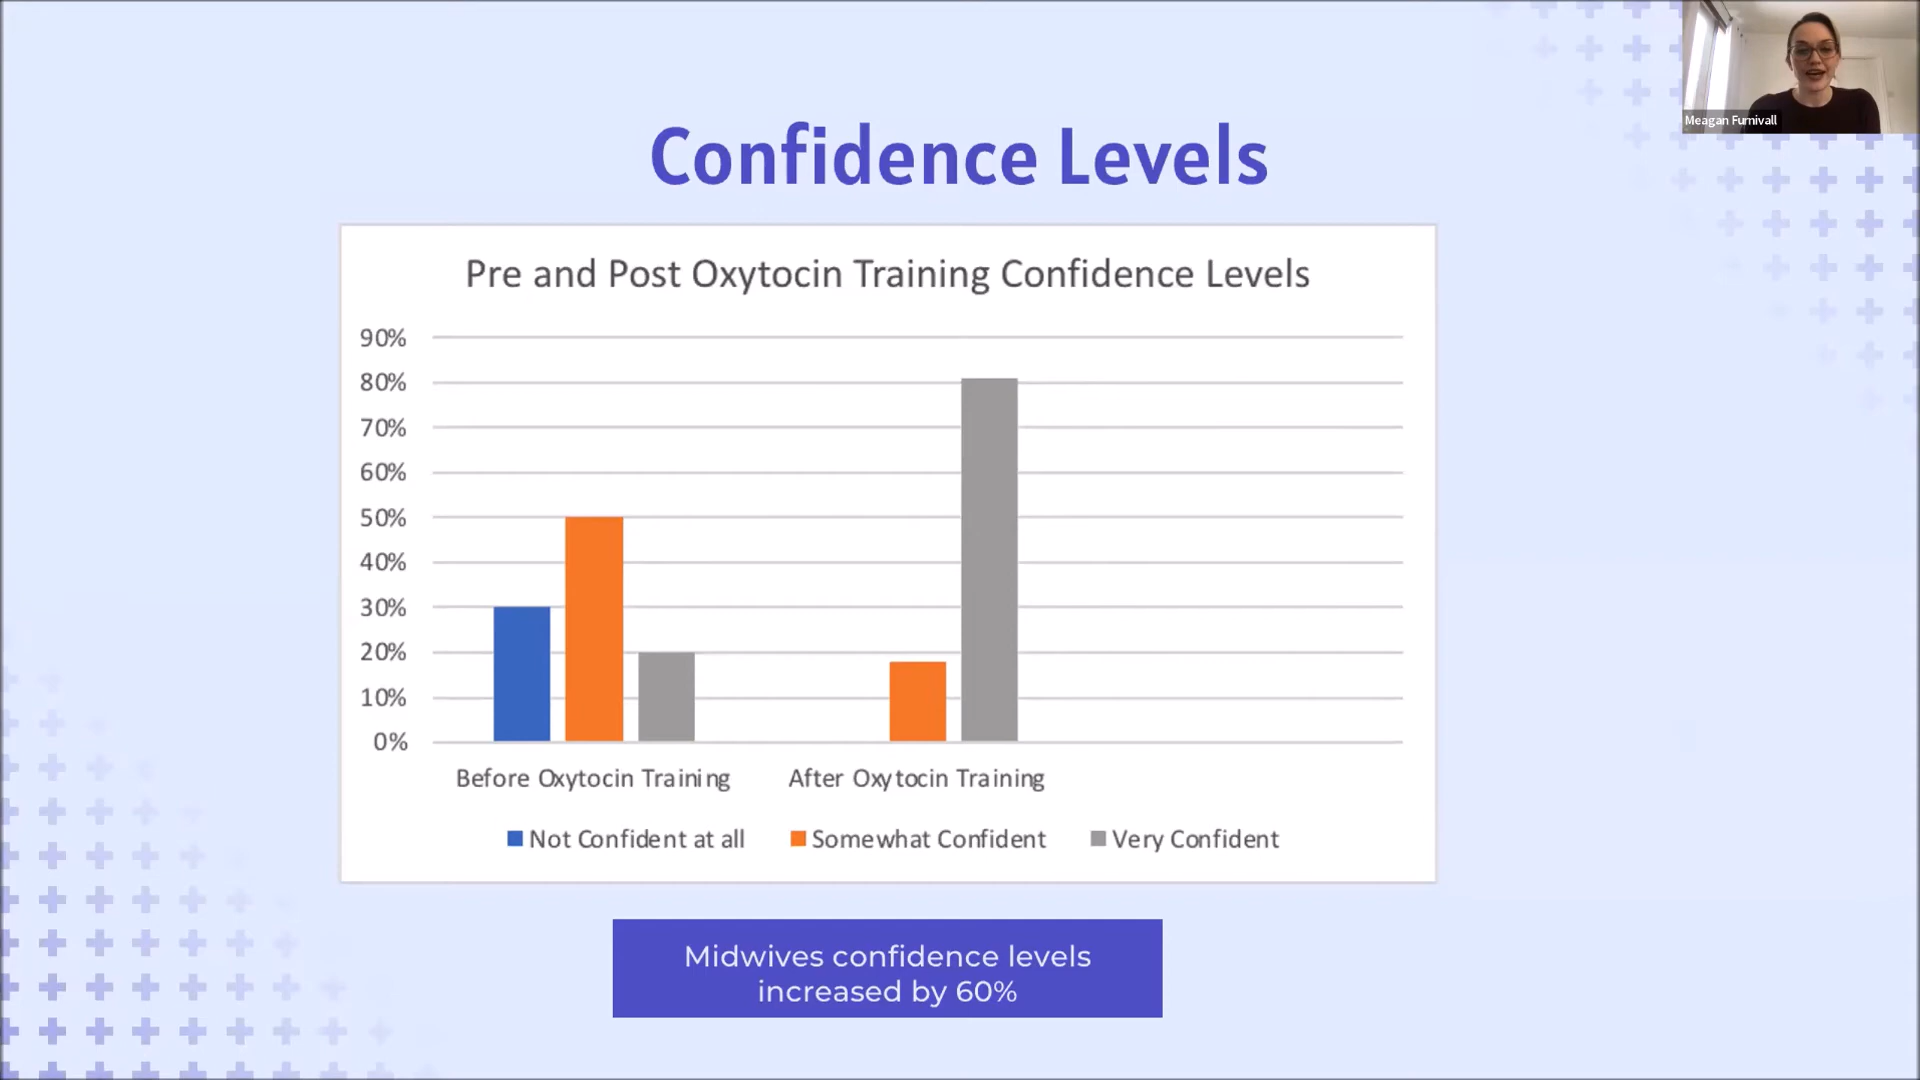 Meagan Furnivall
Confidence Levels
Pre and Post Oxytocin Training Confidence Levels
90%
80%
70%
60%
50%
40%
30%
20%
10%
0%
Before Oxytocin Training After Oxytocin Training
Not Confident at all Somewhat Confident Very Confident
Midwives confidence levels
increased by 60%